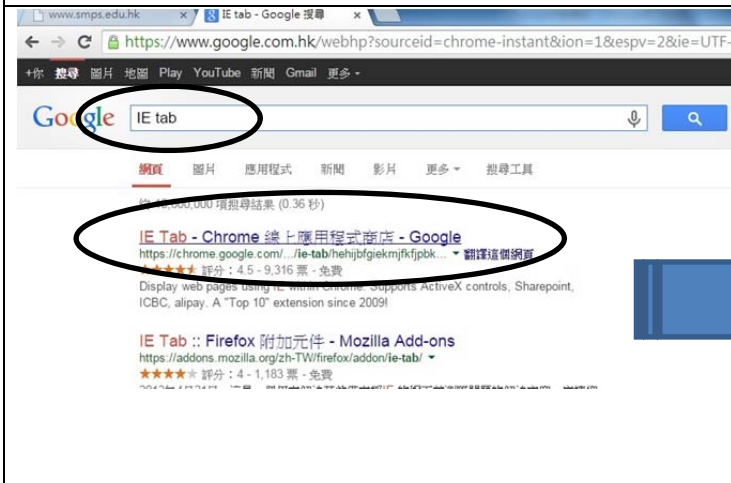 www.smps.edu.hk × IE tab - Google 搜尋 ×
https://www.google.com.hk/webhp?sourceid=chrome-instant&ion=1&espv=2&ie=UTF-
+你 搜尋 圖片 地圖 Play YouTube 新聞 Gmail 更多
Google IE tab
網頁 圖片 應用程式 新聞 影片 更多 搜尋工具
項搜尋結果 (0.36 秒)
IE Tab - Chrome 線上應用程式商店 - Google
https://chrome.google.com/.../ie-tab/hehijbfgiekmjfkfjpbk... 翻譯這個網頁
★★★★★ 評分：4.5 - 9,316 票 - 免費
Display web pages using IE within Chrome. Supports ActiveX controls, Sharepoint,
ICBC, alipay. A "Top 10" extension since 2009!
IE Tab :: Firefox 附加元件 - Mozilla Add-ons
https://addons.mozilla.org/zh-TW/firefox/addon/ie-tab/
★★★★★ 評分：4 - 1,183 票 - 免費